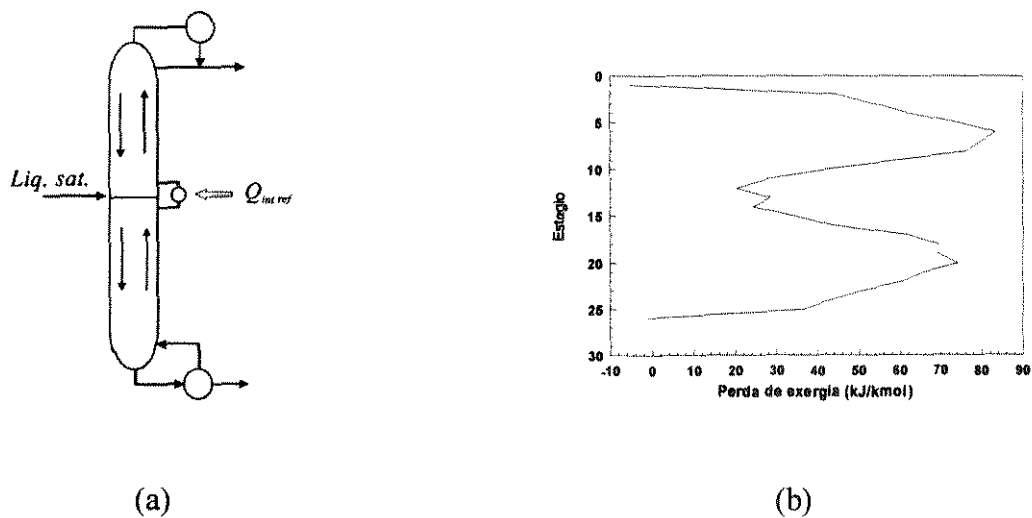 Liq. sat.
Q int ref
(a)
0
5
10
15
20
25
30
Estagio
-10 0 10 20 30 40 50 60 70 80 90
Perda de exergia (kJ/kmol)
(b)